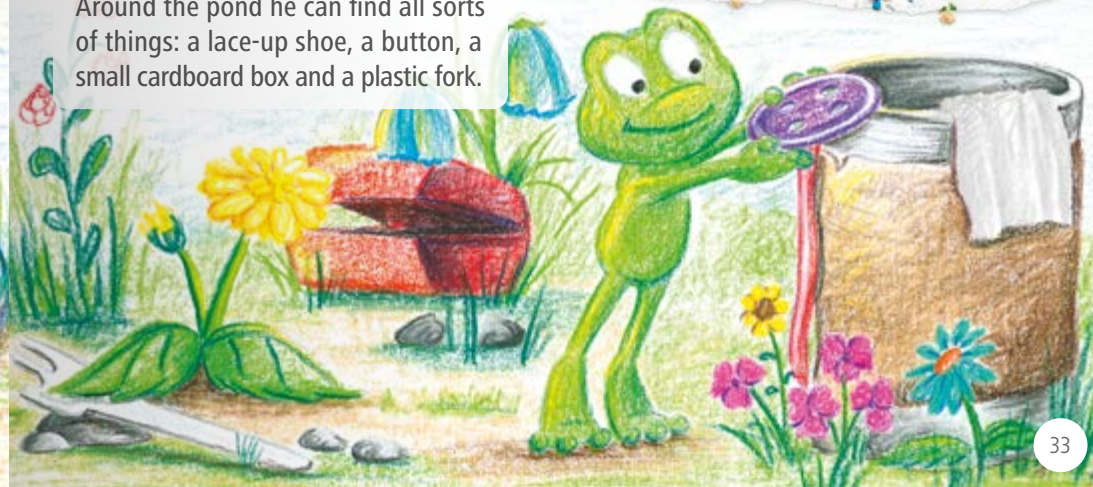 Around the pond he can find all sorts
of things: a lace-up shoe, a button, a
small cardboard box and a plastic fork.
33